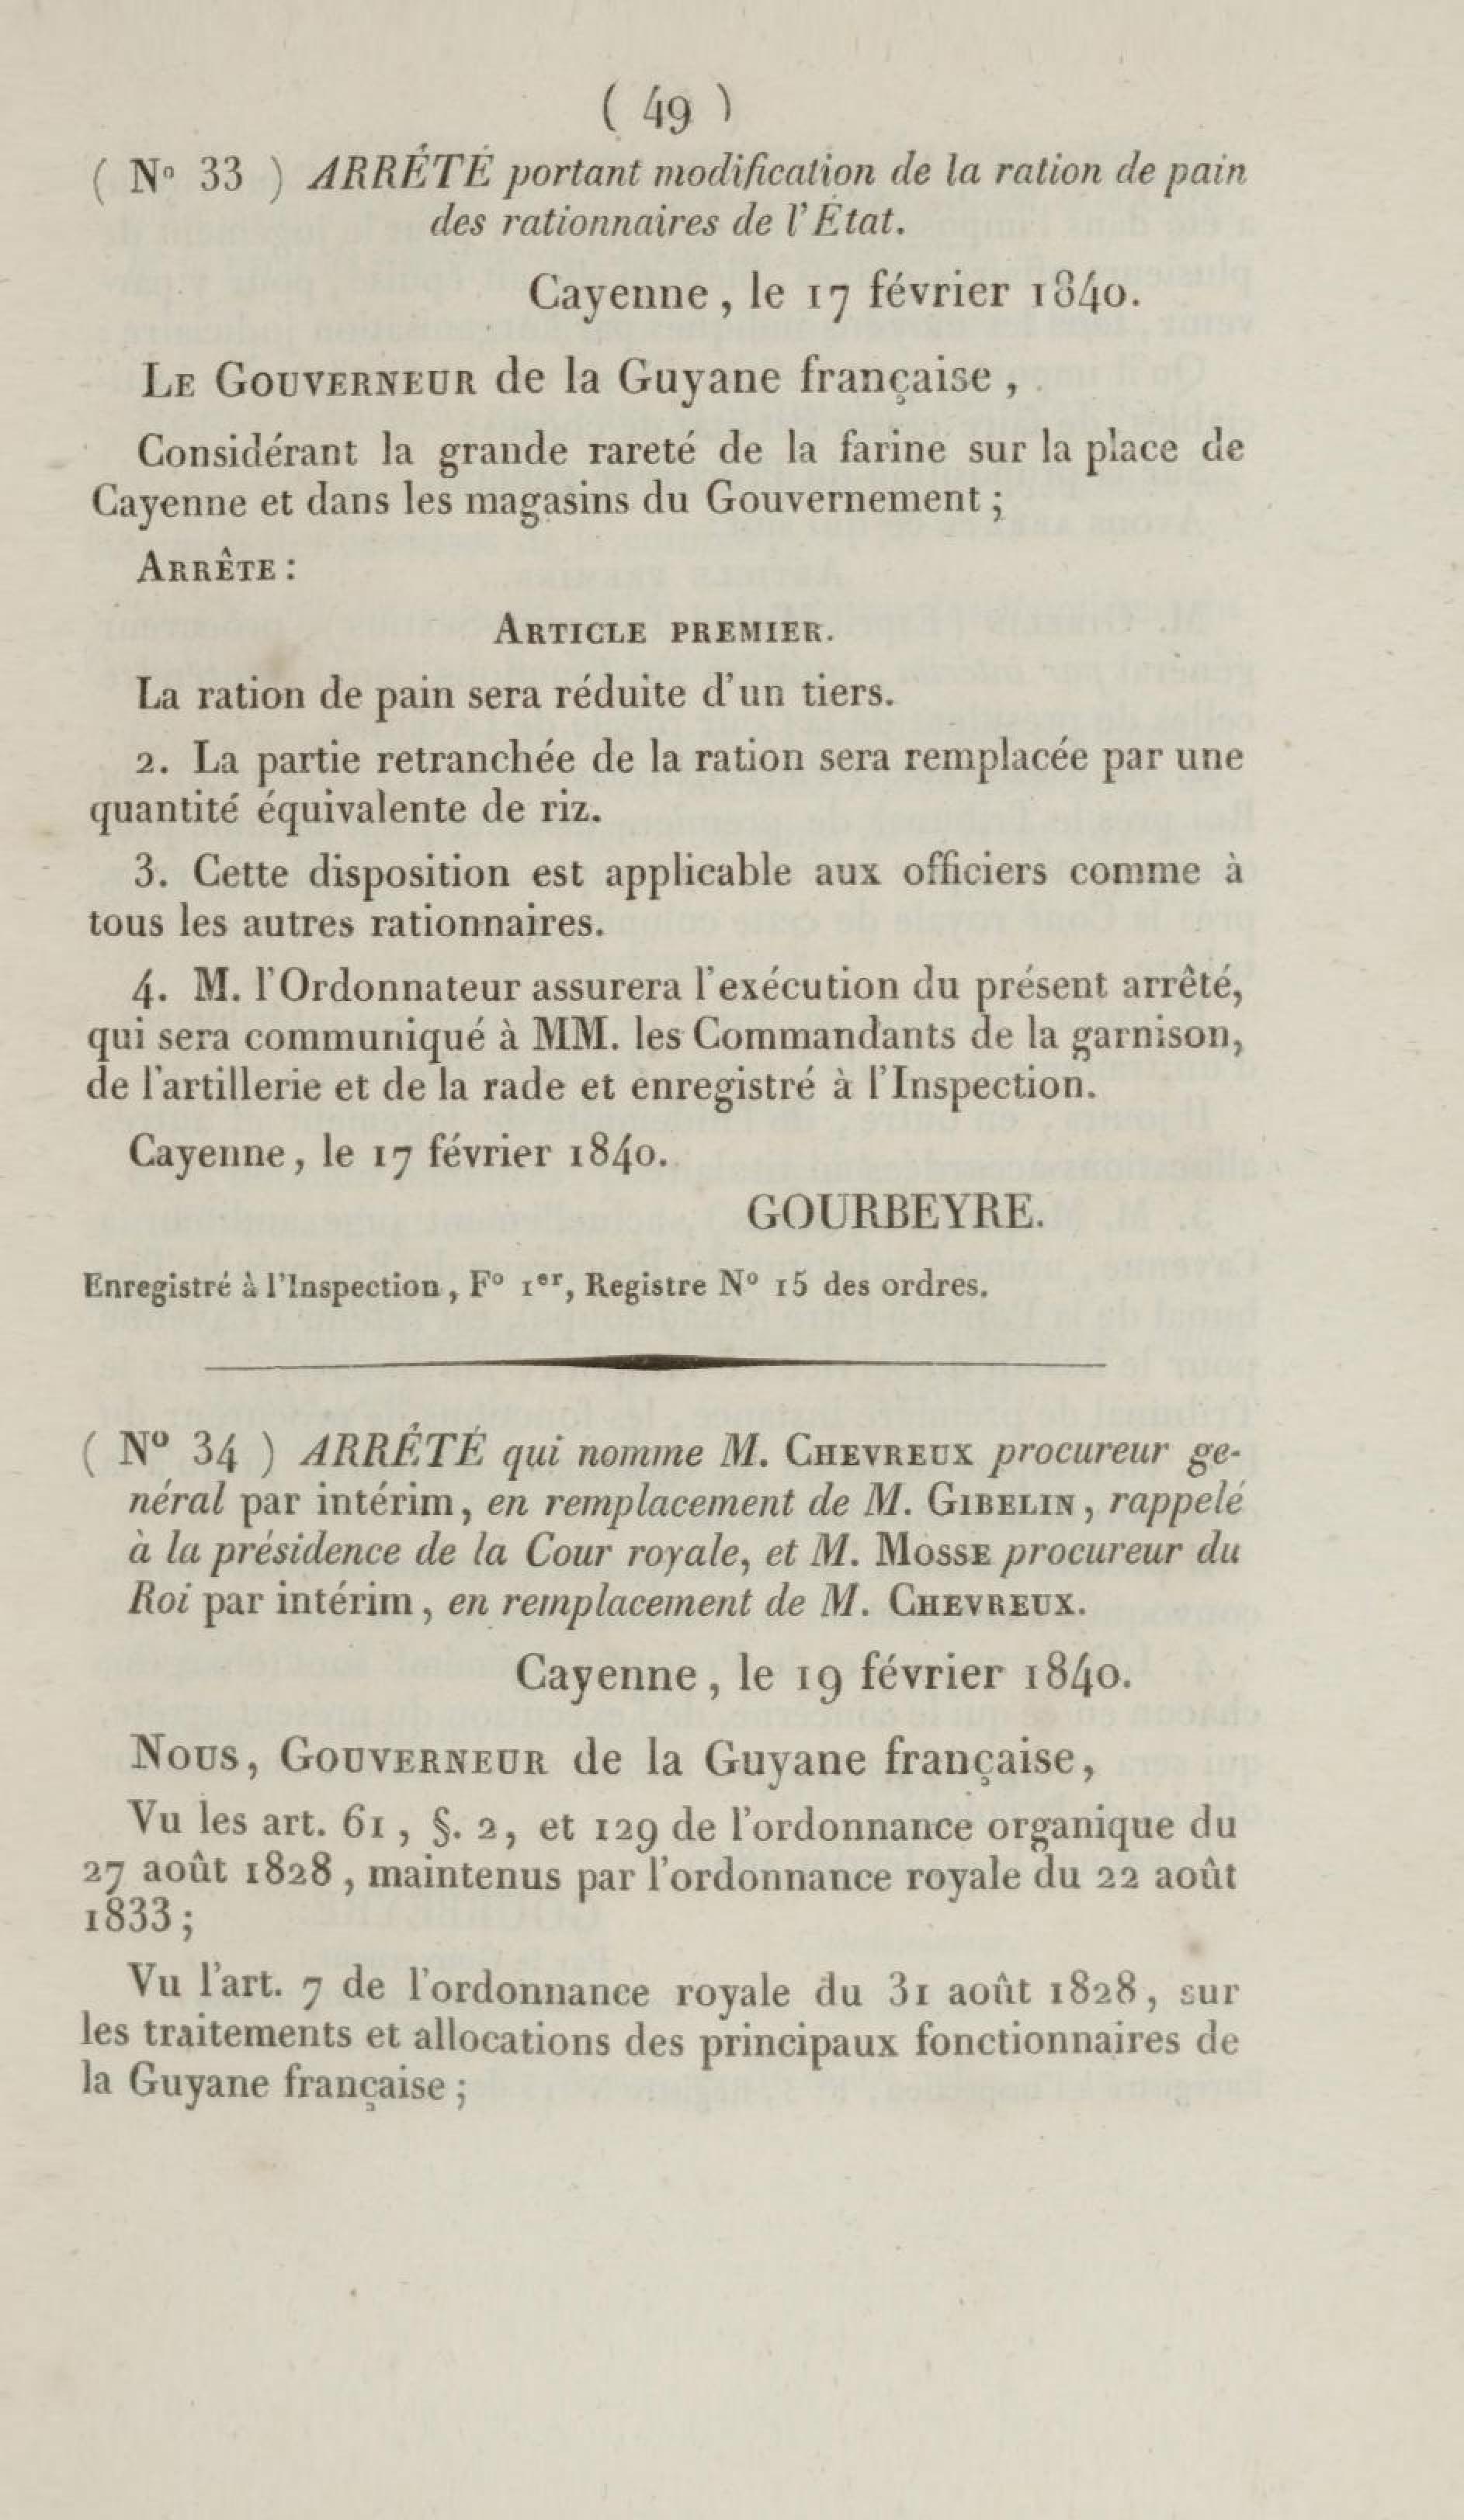 ( 49 )
( Nº 33 ) ARRÊTÉ portant modification de la ration de pain
des rationnaires de l'État.
Cayenne, le 17 février 1840.
LE GOUVERNEUR de la Guyane française,
Considérant la grande rareté de la farine sur la place de
Cayenne et dans les magasins du Gouvernement;
ARRÊTE:
ARTICLE PREMIER.
La ration de pain sera réduite d'un tiers.
2. La partie retranchée de la ration sera remplacée par une
quantité équivalente de riz.
3. Cette disposition est applicable aux officiers comme à
tous les autres rationnaires.
4. M. l'Ordonnateur assurera l'exécution du présent arrêté,
qui sera communiqué à MM. les Commandants de la garnison,
de l'artillerie et de la rade et enregistré à l'Inspection.
Cayenne, le 17 février 1840.
GOURBEYRE.
Enregistré à l'Inspection, Fº 1er, Registre Nº 15 des ordres.
( Nº 34 ) ARRÊTÉ qui nomme M. CHEVREUX procureur ge-
néral par intérim, en remplacement de M. GIBELIN, rappelé
à la présidence de la Cour royale, et M. MOSSE procureur du
Roi par intérim, en remplacement de M. CHEVREUX.
Cayenne, le 19 février 1840.
NOUS, GOUVERNEUR de la Guyane française,
Vu les art. 61, §. 2, et 129 de l'ordonnance organique du
27 août 1828, maintenus par l'ordonnance royale du 22 août
1833;
Vu l'art. 7 de l'ordonnance royale du 31 août 1828, sur
les traitements et allocations des principaux fonctionnaires de
la Guyane française;